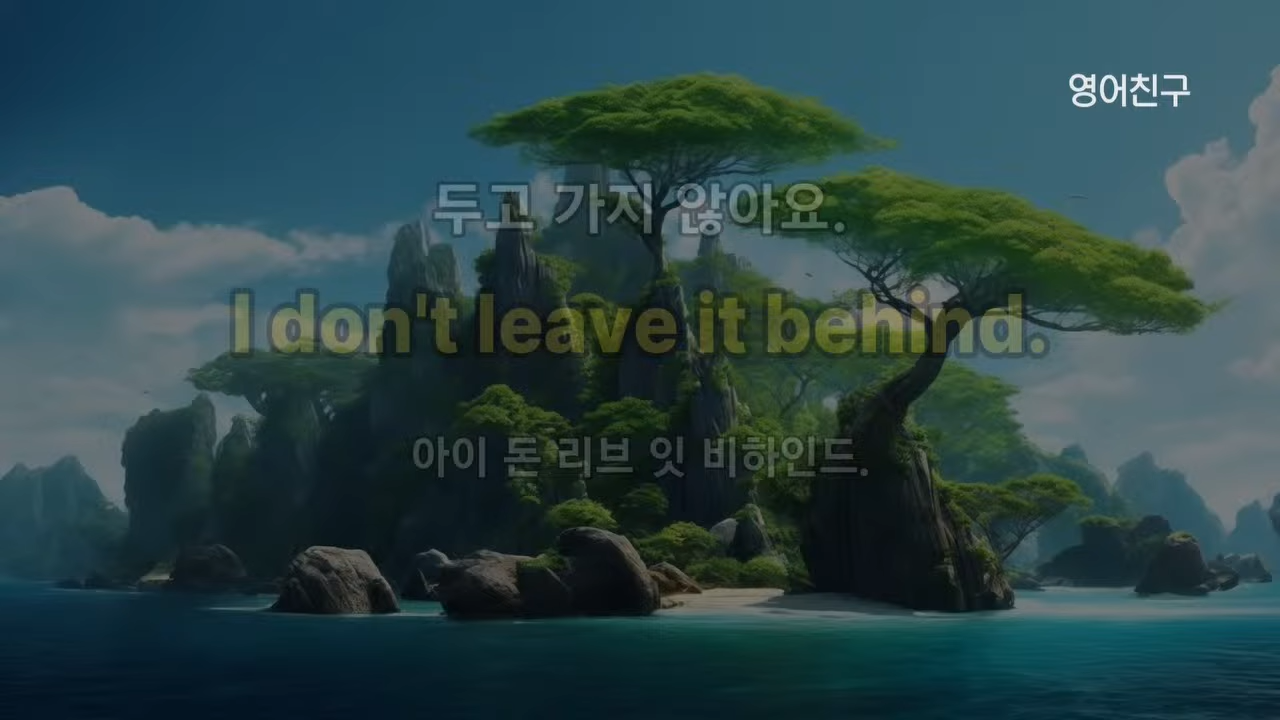 영어친구
두고 가지 않아요.
I don't leave it behind.
아이 돈 리브 잇 비하인드.